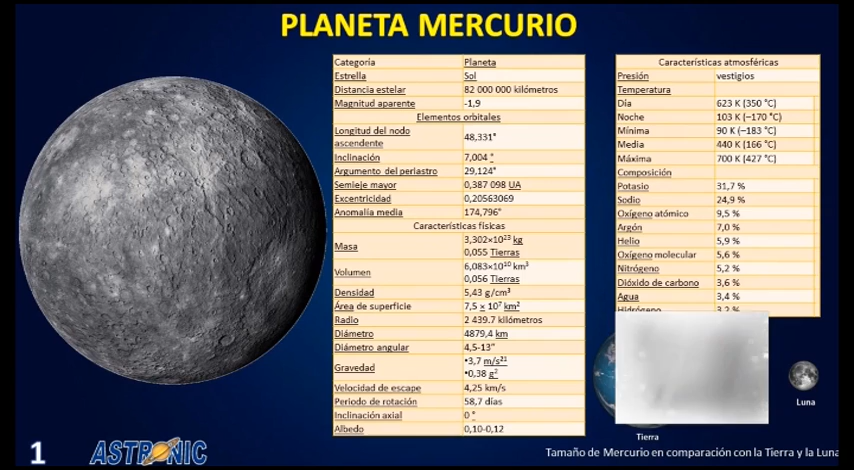 PLANETA MERCURIO
Categoría Planeta
Estrella Sol
Distancia estelar 82 000 000 kilómetros
Magnitud aparente -1,9
Elementos orbitales
Longitud del nodo
ascendente 48,331°
Inclinación 7,004 °
Argumento del periastro 29,124°
Semieje mayor 0,387 098 UA
Excentricidad 0,20563069
Anomalía media 174,796°
Características físicas
Masa 3,302×10²³ kg
0,055 Tierras
Volumen 6,083×10¹⁰ km³
0,056 Tierras
Densidad 5,43 g/cm³
Área de superficie 7,5 × 10⁷ km²
Radio 2 439.7 kilómetros
Diámetro 4879,4 km
Diámetro angular 4,5-13"
Gravedad •3,7 m/s²¹
•0,38 g²
Velocidad de escape 4,25 km/s
Periodo de rotación 58,7 días
Inclinación axial 0 °
Albedo 0,10-0,12
Características atmosféricas
Presión vestigios
Temperatura
Día 623 K (350 °C)
Noche 103 K (−170 °C)
Mínima 90 K (−183 °C)
Media 440 K (166 °C)
Máxima 700 K (427 °C)
Composición
Potasio 31,7 %
Sodio 24,9 %
Oxígeno atómico 9,5 %
Argón 7,0 %
Helio 5,9 %
Oxígeno molecular 5,6 %
Nitrógeno 5,2 %
Dióxido de carbono 3,6 %
Agua 3,4 %
Hidrógeno 3,2 %
Luna
Tierra
Tamaño de Mercurio en comparación con la Tierra y la Luna
1 ASTRONIC